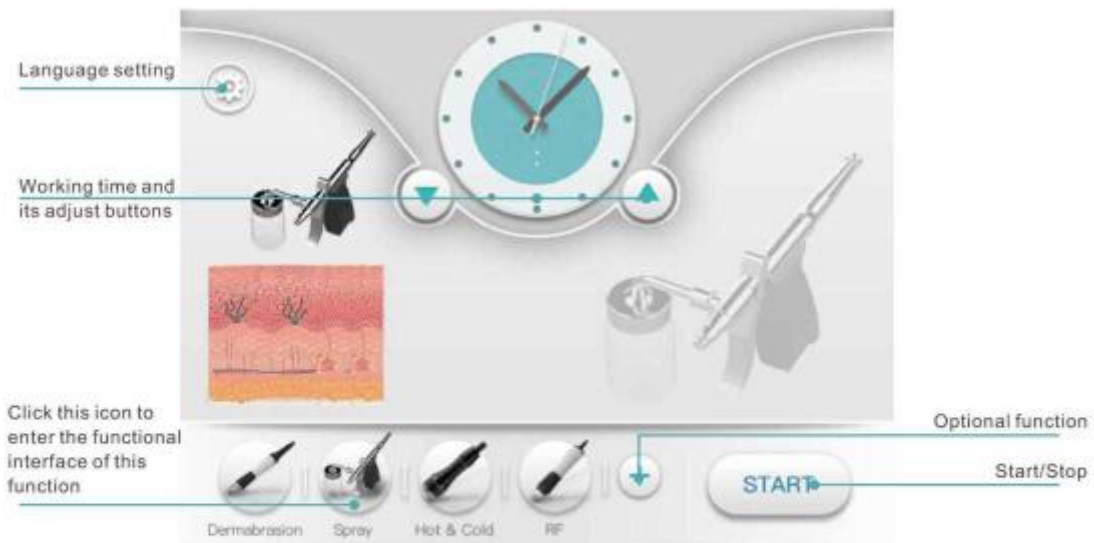 Language setting
Working time and
its adjust buttons
Click this icon to
enter the functional
interface of this
function
Optional function
Start/Stop
START
Dermabrasion
Spray
Hot & Cold
RF